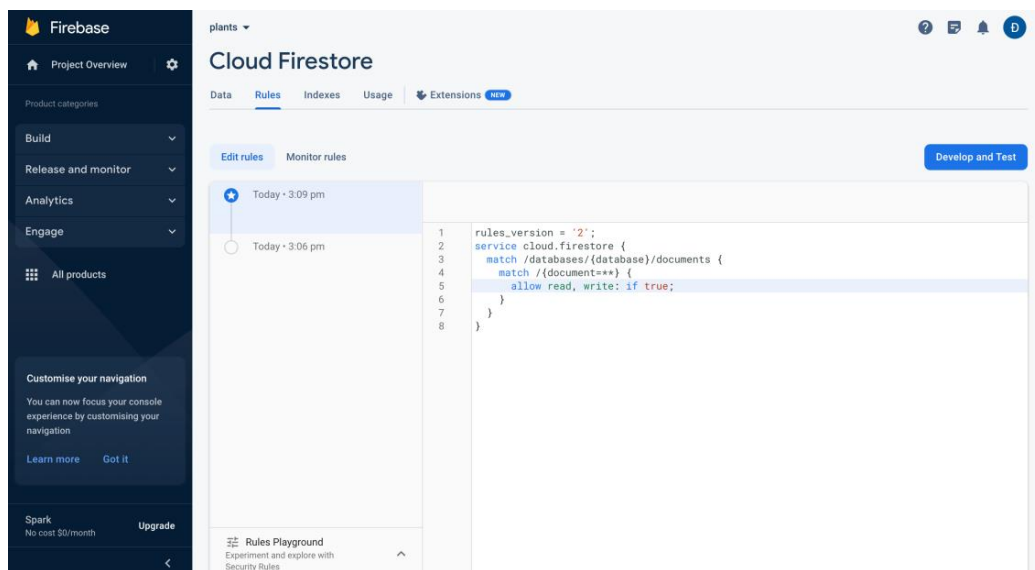 Firebase
Project Overview
Product categories
Build
Release and monitor
Analytics
Engage
All products
Customise your navigation
You can now focus your console
experience by customising your
navigation
Learn more Got it
Spark
No cost $0/month
Upgrade
plants
Đ
Cloud Firestore
Data Rules Indexes Usage Extensions NEW
Edit rules Monitor rules
Develop and Test
Today • 3:09 pm
Today • 3:06 pm
1 rules_version = '2';
2 service cloud.firestore {
3 match /databases/{database}/documents {
4 match /{document=**} {
5 allow read, write: if true;
6 }
7 }
8 }
Rules Playground
Experiment and explore with
Security Rules